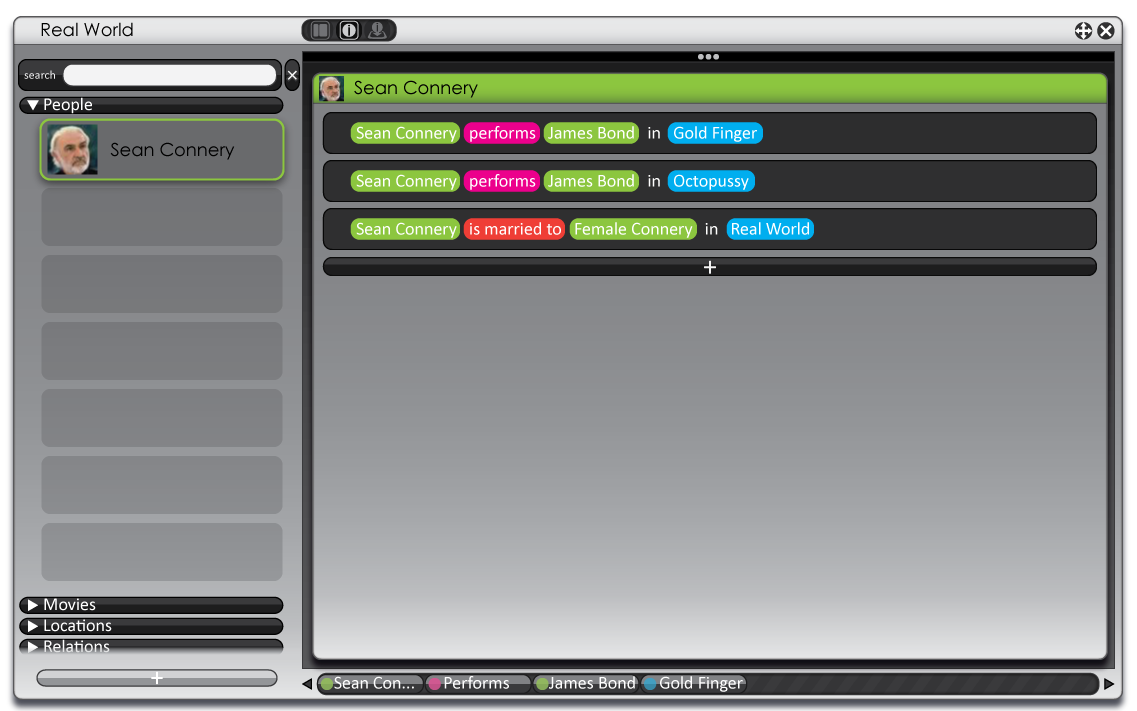 Real World
search
People
Sean Connery
Movies
Locations
Relations
+
Sean Connery
Sean Connery performs James Bond in Gold Finger
Sean Connery performs James Bond in Octopussy
Sean Connery is married to Female Connery in Real World
+
Sean Con... Performs James Bond Gold Finger